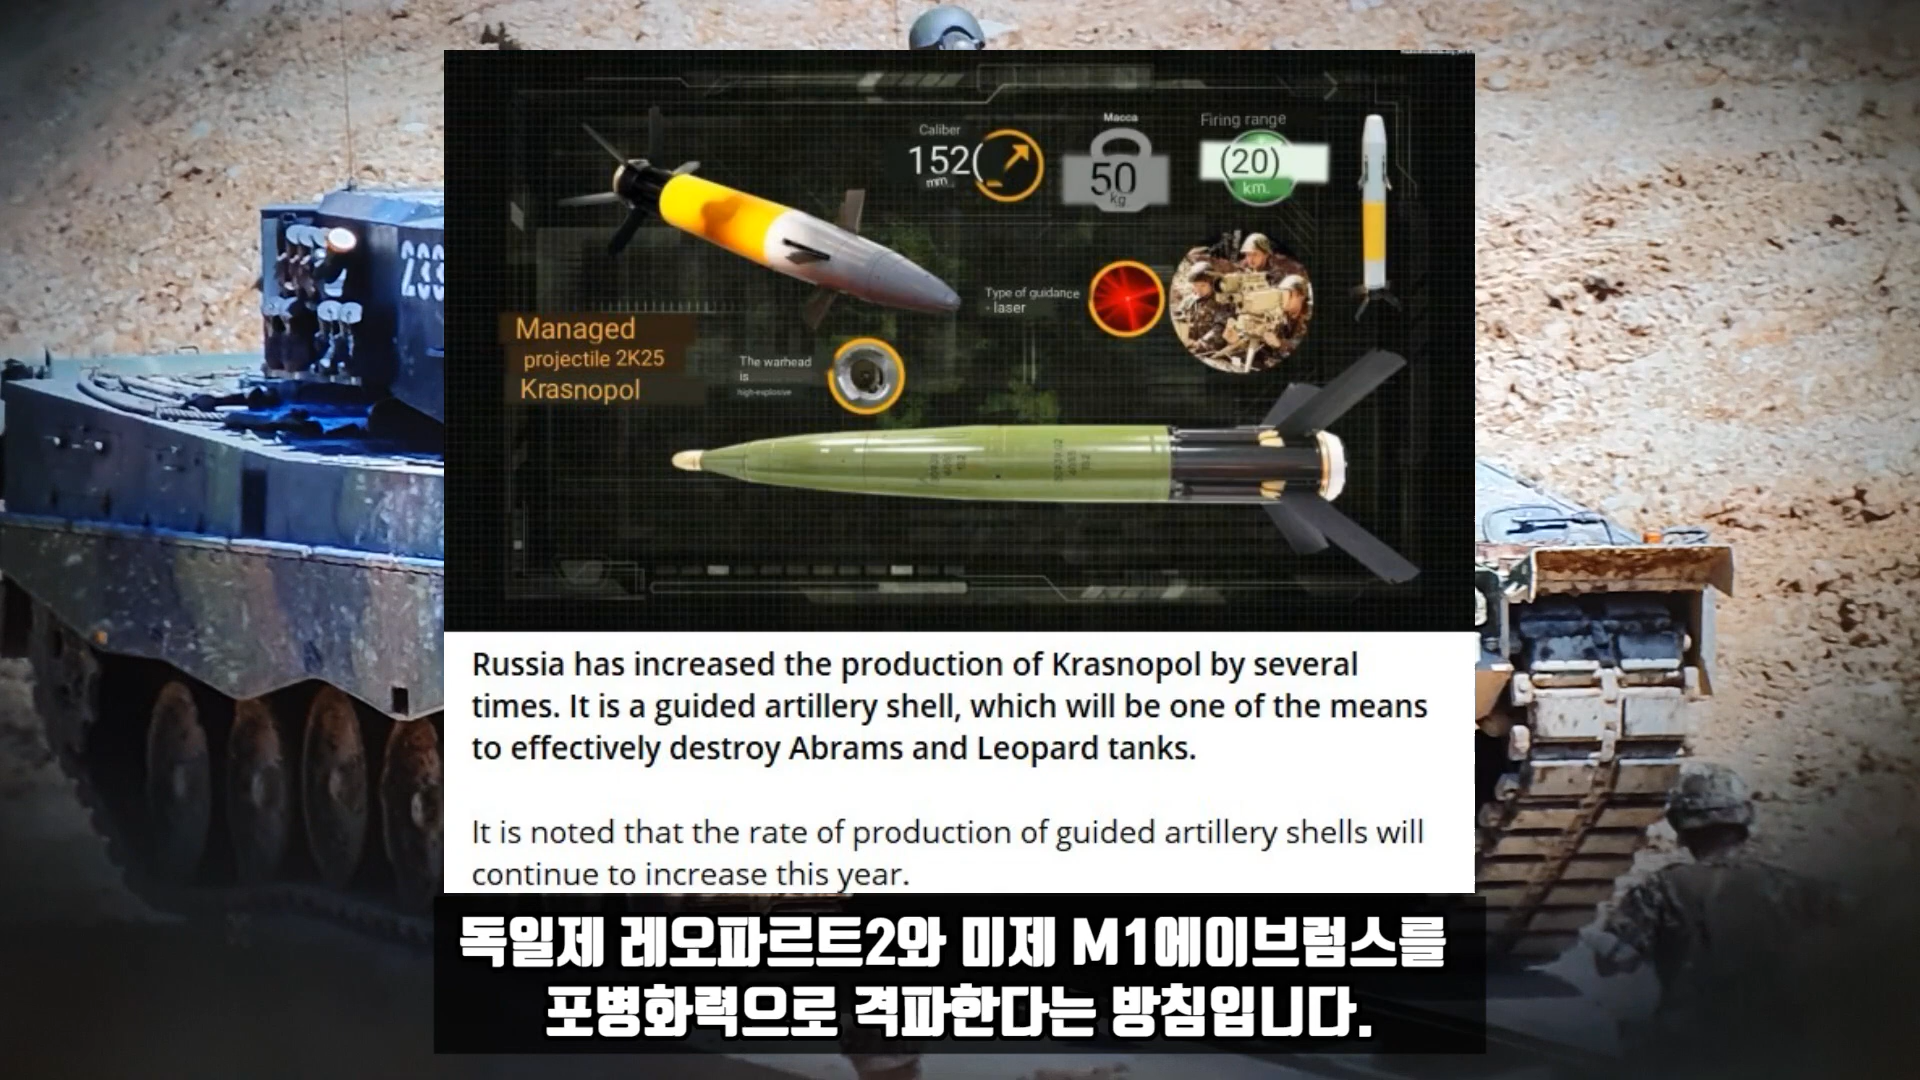 Caliber
152(
mm
Macca
50
kg
Firing range
(20)
km.
Type of guidance
- laser
Managed
projectile 2K25
Krasnopol
The warhead
is
high-explosive
Russia has increased the production of Krasnopol by several
times. It is a guided artillery shell, which will be one of the means
to effectively destroy Abrams and Leopard tanks.
It is noted that the rate of production of guided artillery shells will
continue to increase this year.
독일제 레오파르트2와 미제 M1에이브럼스를
포병화력으로 격파한다는 방침입니다.